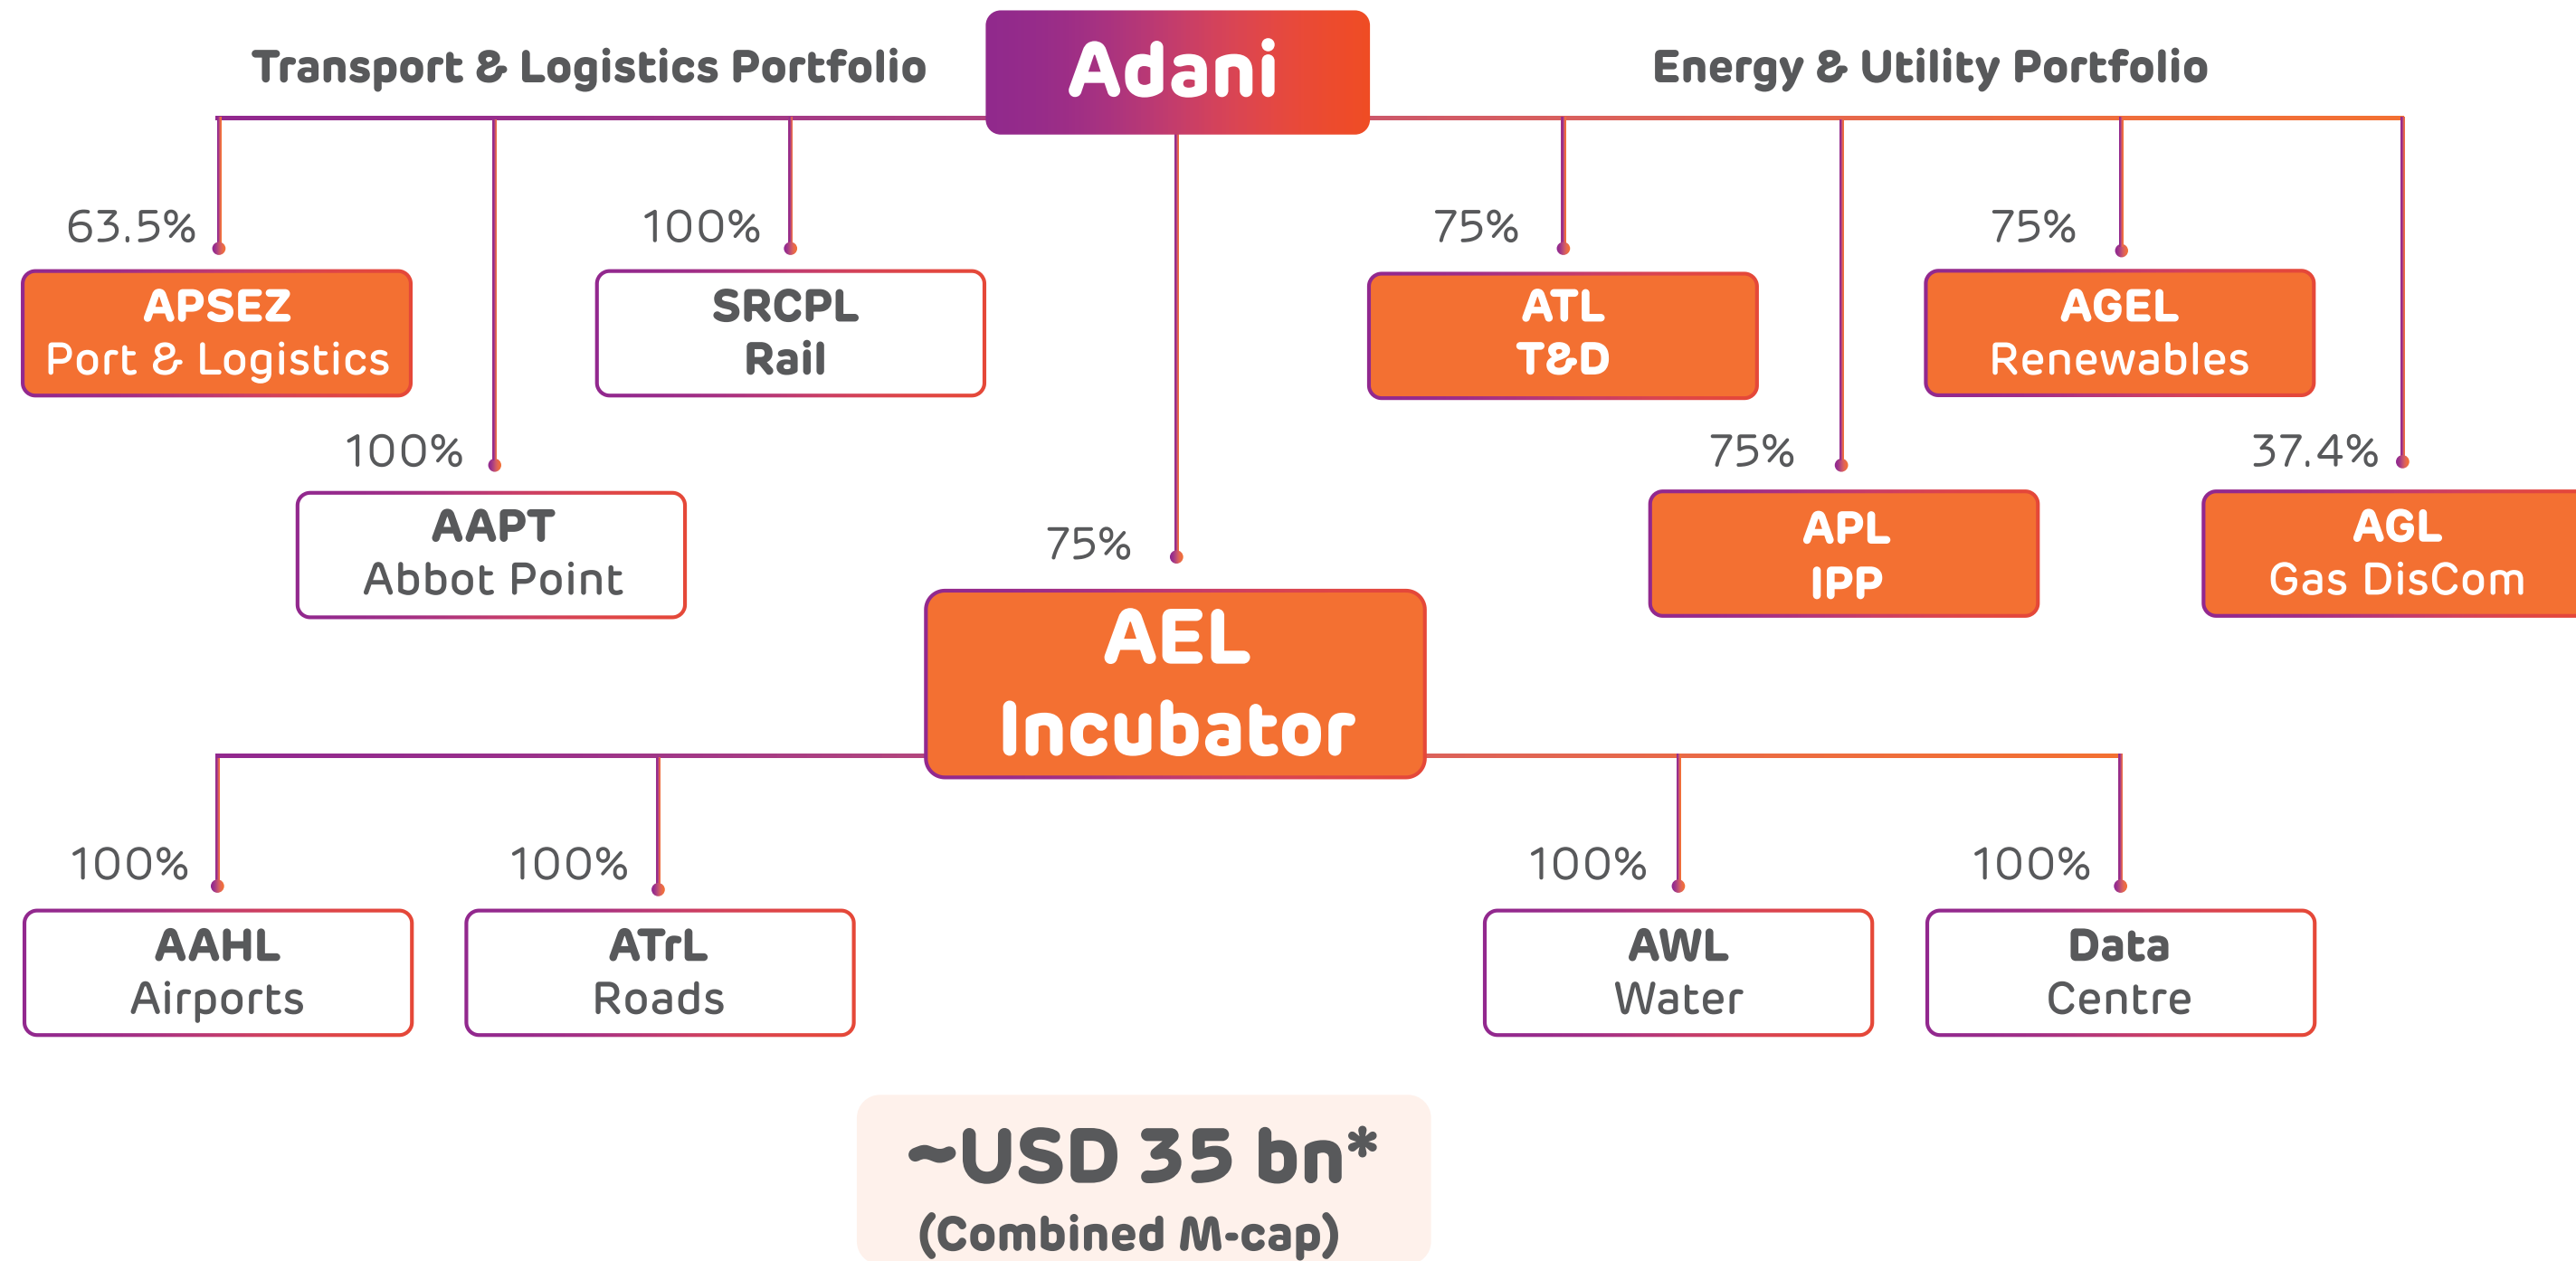 Transport & Logistics Portfolio
Adani
Energy & Utility Portfolio
63.5%
100%
75%
75%
APSEZ
Port & Logistics
SRCPL
Rail
ATL
T&D
AGEL
Renewables
100%
75%
37.4%
AAPT
Abbot Point
75%
APL
IPP
AGL
Gas DisCom
AEL
Incubator
100%
100%
100%
100%
AAHL
Airports
ATrL
Roads
AWL
Water
Data
Centre
~USD 35 bn*
(Combined M-cap)